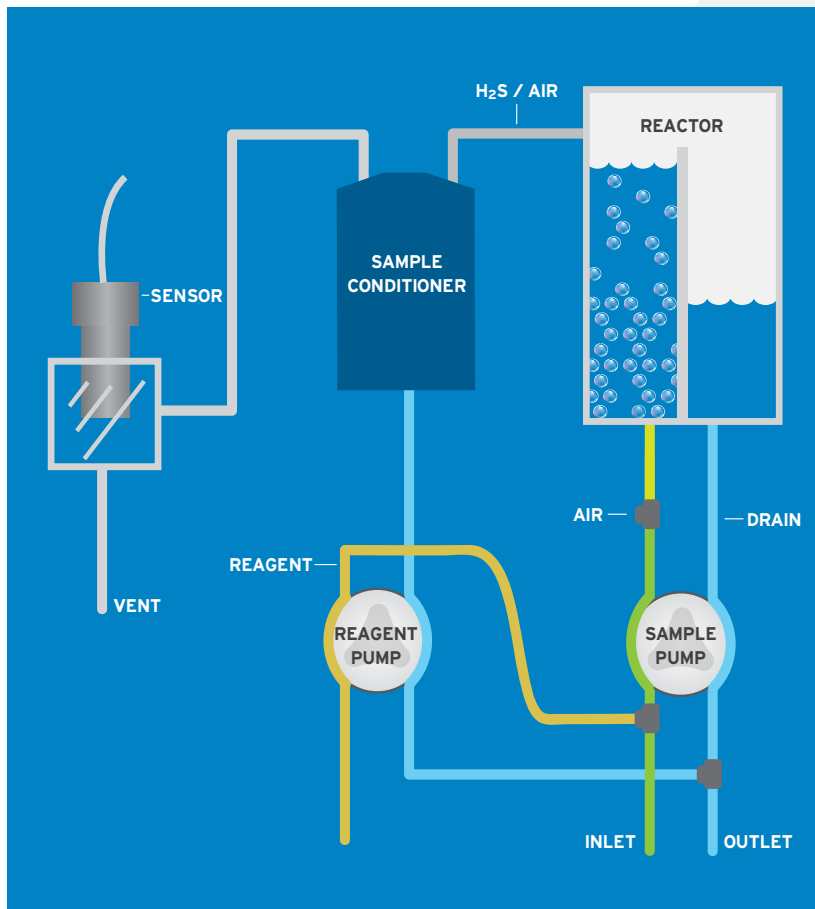 H₂S / AIR
REACTOR
SAMPLE
CONDITIONER
SENSOR
AIR
DRAIN
REAGENT
VENT
REAGENT
PUMP
SAMPLE
PUMP
INLET
OUTLET